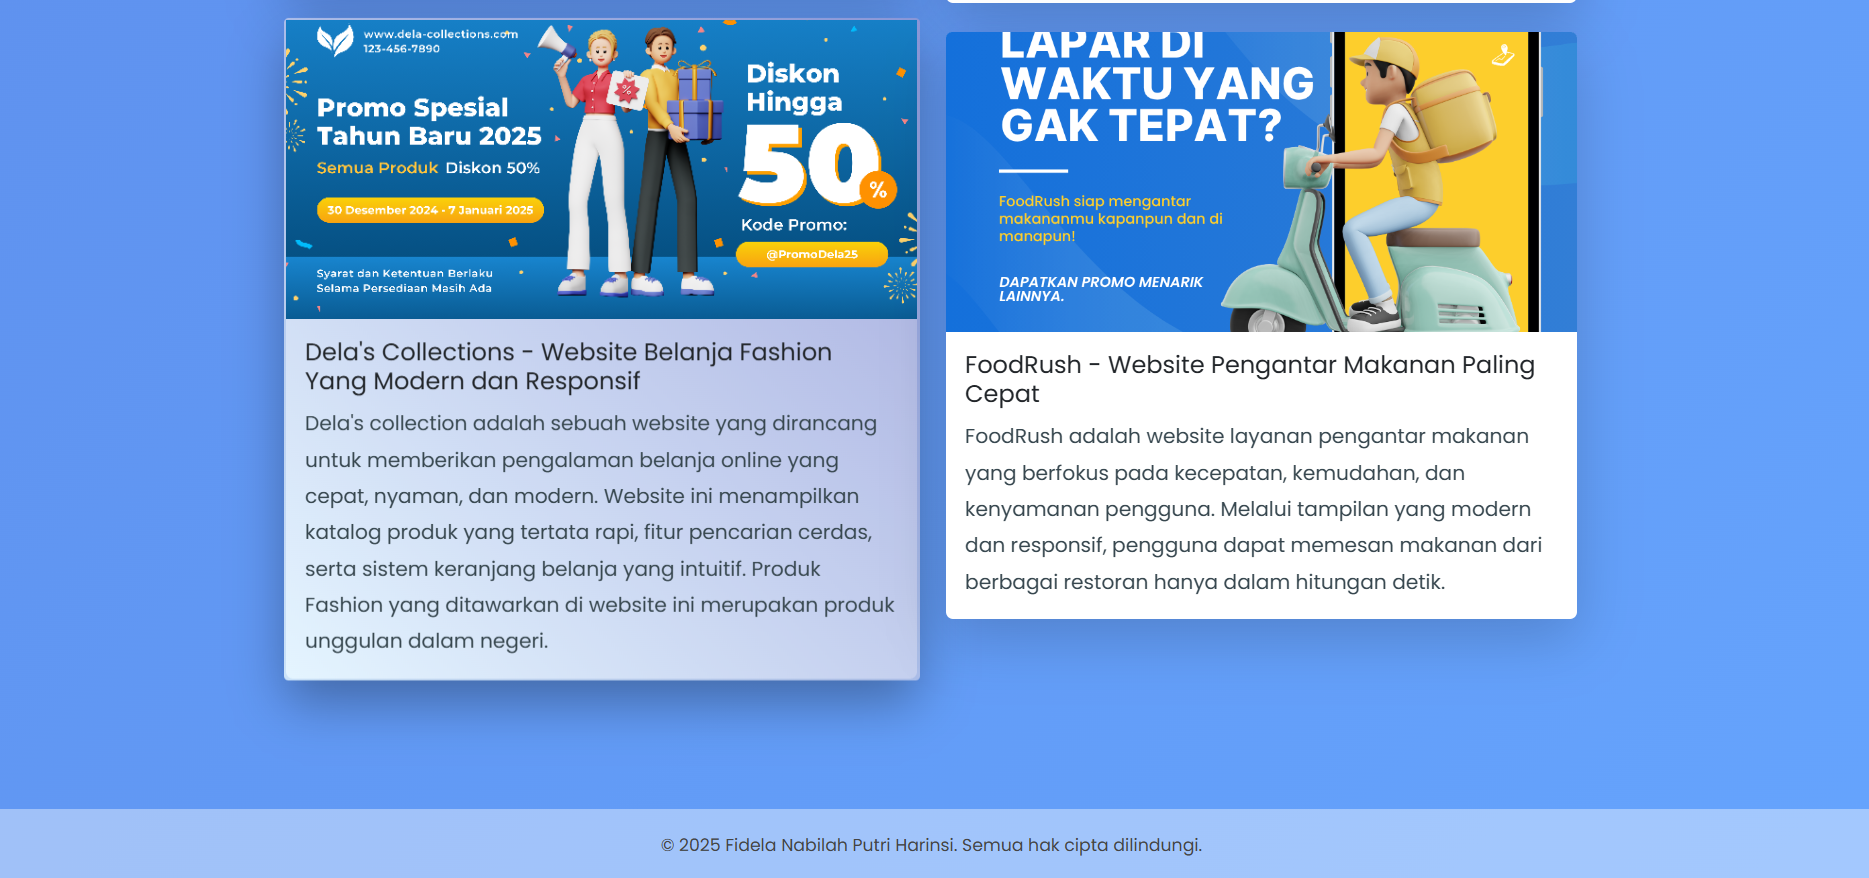 www.dela-collections.com
123-456-7890
Promo Spesial
Tahun Baru 2025
Semua Produk Diskon 50%
30 Desember 2024 - 7 Januari 2025
Syarat dan Ketentuan Berlaku
Selama Persediaan Masih Ada
%
Diskon
Hingga
50
%
Kode Promo:
@PromoDela25
Dela's Collections - Website Belanja Fashion
Yang Modern dan Responsif
Dela's collection adalah sebuah website yang dirancang
untuk memberikan pengalaman belanja online yang
cepat, nyaman, dan modern. Website ini menampilkan
katalog produk yang tertata rapi, fitur pencarian cerdas,
serta sistem keranjang belanja yang intuitif. Produk
Fashion yang ditawarkan di website ini merupakan produk
unggulan dalam negeri.
LAPAR DI
WAKTU YANG
GAK TEPAT?
FoodRush siap mengantar
makananmu kapanpun dan di
manapun!
DAPATKAN PROMO MENARIK
LAINNYA.
FoodRush - Website Pengantar Makanan Paling
Cepat
FoodRush adalah website layanan pengantar makanan
yang berfokus pada kecepatan, kemudahan, dan
kenyamanan pengguna. Melalui tampilan yang modern
dan responsif, pengguna dapat memesan makanan dari
berbagai restoran hanya dalam hitungan detik.
© 2025 Fidela Nabilah Putri Harinsi. Semua hak cipta dilindungi.